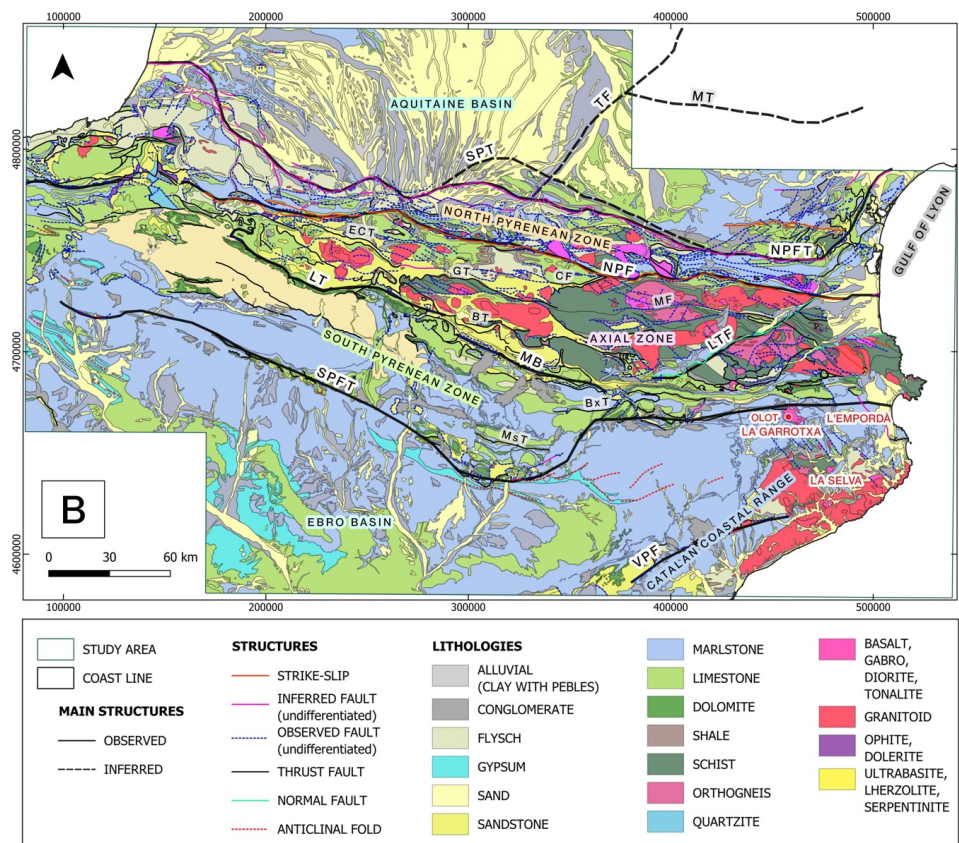 100000
200000
300000
400000
500000
4800000
4700000
4600000
AQUITAINE BASIN
TF
MT
SPT
GULF OF LYON
NORTH PYRENEAN ZONE
NPFT
ECT
NPF
GT
CF
MF
LT
BT
AXIAL ZONE
LTF
MB
SOUTH PYRENEAN ZONE
SPFT
BxT
OLOT
L'EMPORDÀ
LA GARROTXA
MsT
LA SELVA
EBRO BASIN
VPF
CATALAN COASTAL RANGE
B
0 30 60 km
100000
200000
300000
400000
500000
STUDY AREA
COAST LINE
MAIN STRUCTURES
OBSERVED
INFERRED
STRUCTURES
STRIKE-SLIP
INFERRED FAULT
(undifferentiated)
OBSERVED FAULT
(undifferentiated)
THRUST FAULT
NORMAL FAULT
ANTICLINAL FOLD
LITHOLOGIES
ALLUVIAL
(CLAY WITH PEBLES)
CONGLOMERATE
FLYSCH
GYPSUM
SAND
SANDSTONE
MARLSTONE
LIMESTONE
DOLOMITE
SHALE
SCHIST
ORTHOGNEIS
QUARTZITE
BASALT,
GABRO,
DIORITE,
TONALITE
GRANITOID
OPHITE,
DOLERITE
ULTRABASITE,
LHERZOLITE,
SERPENTINITE